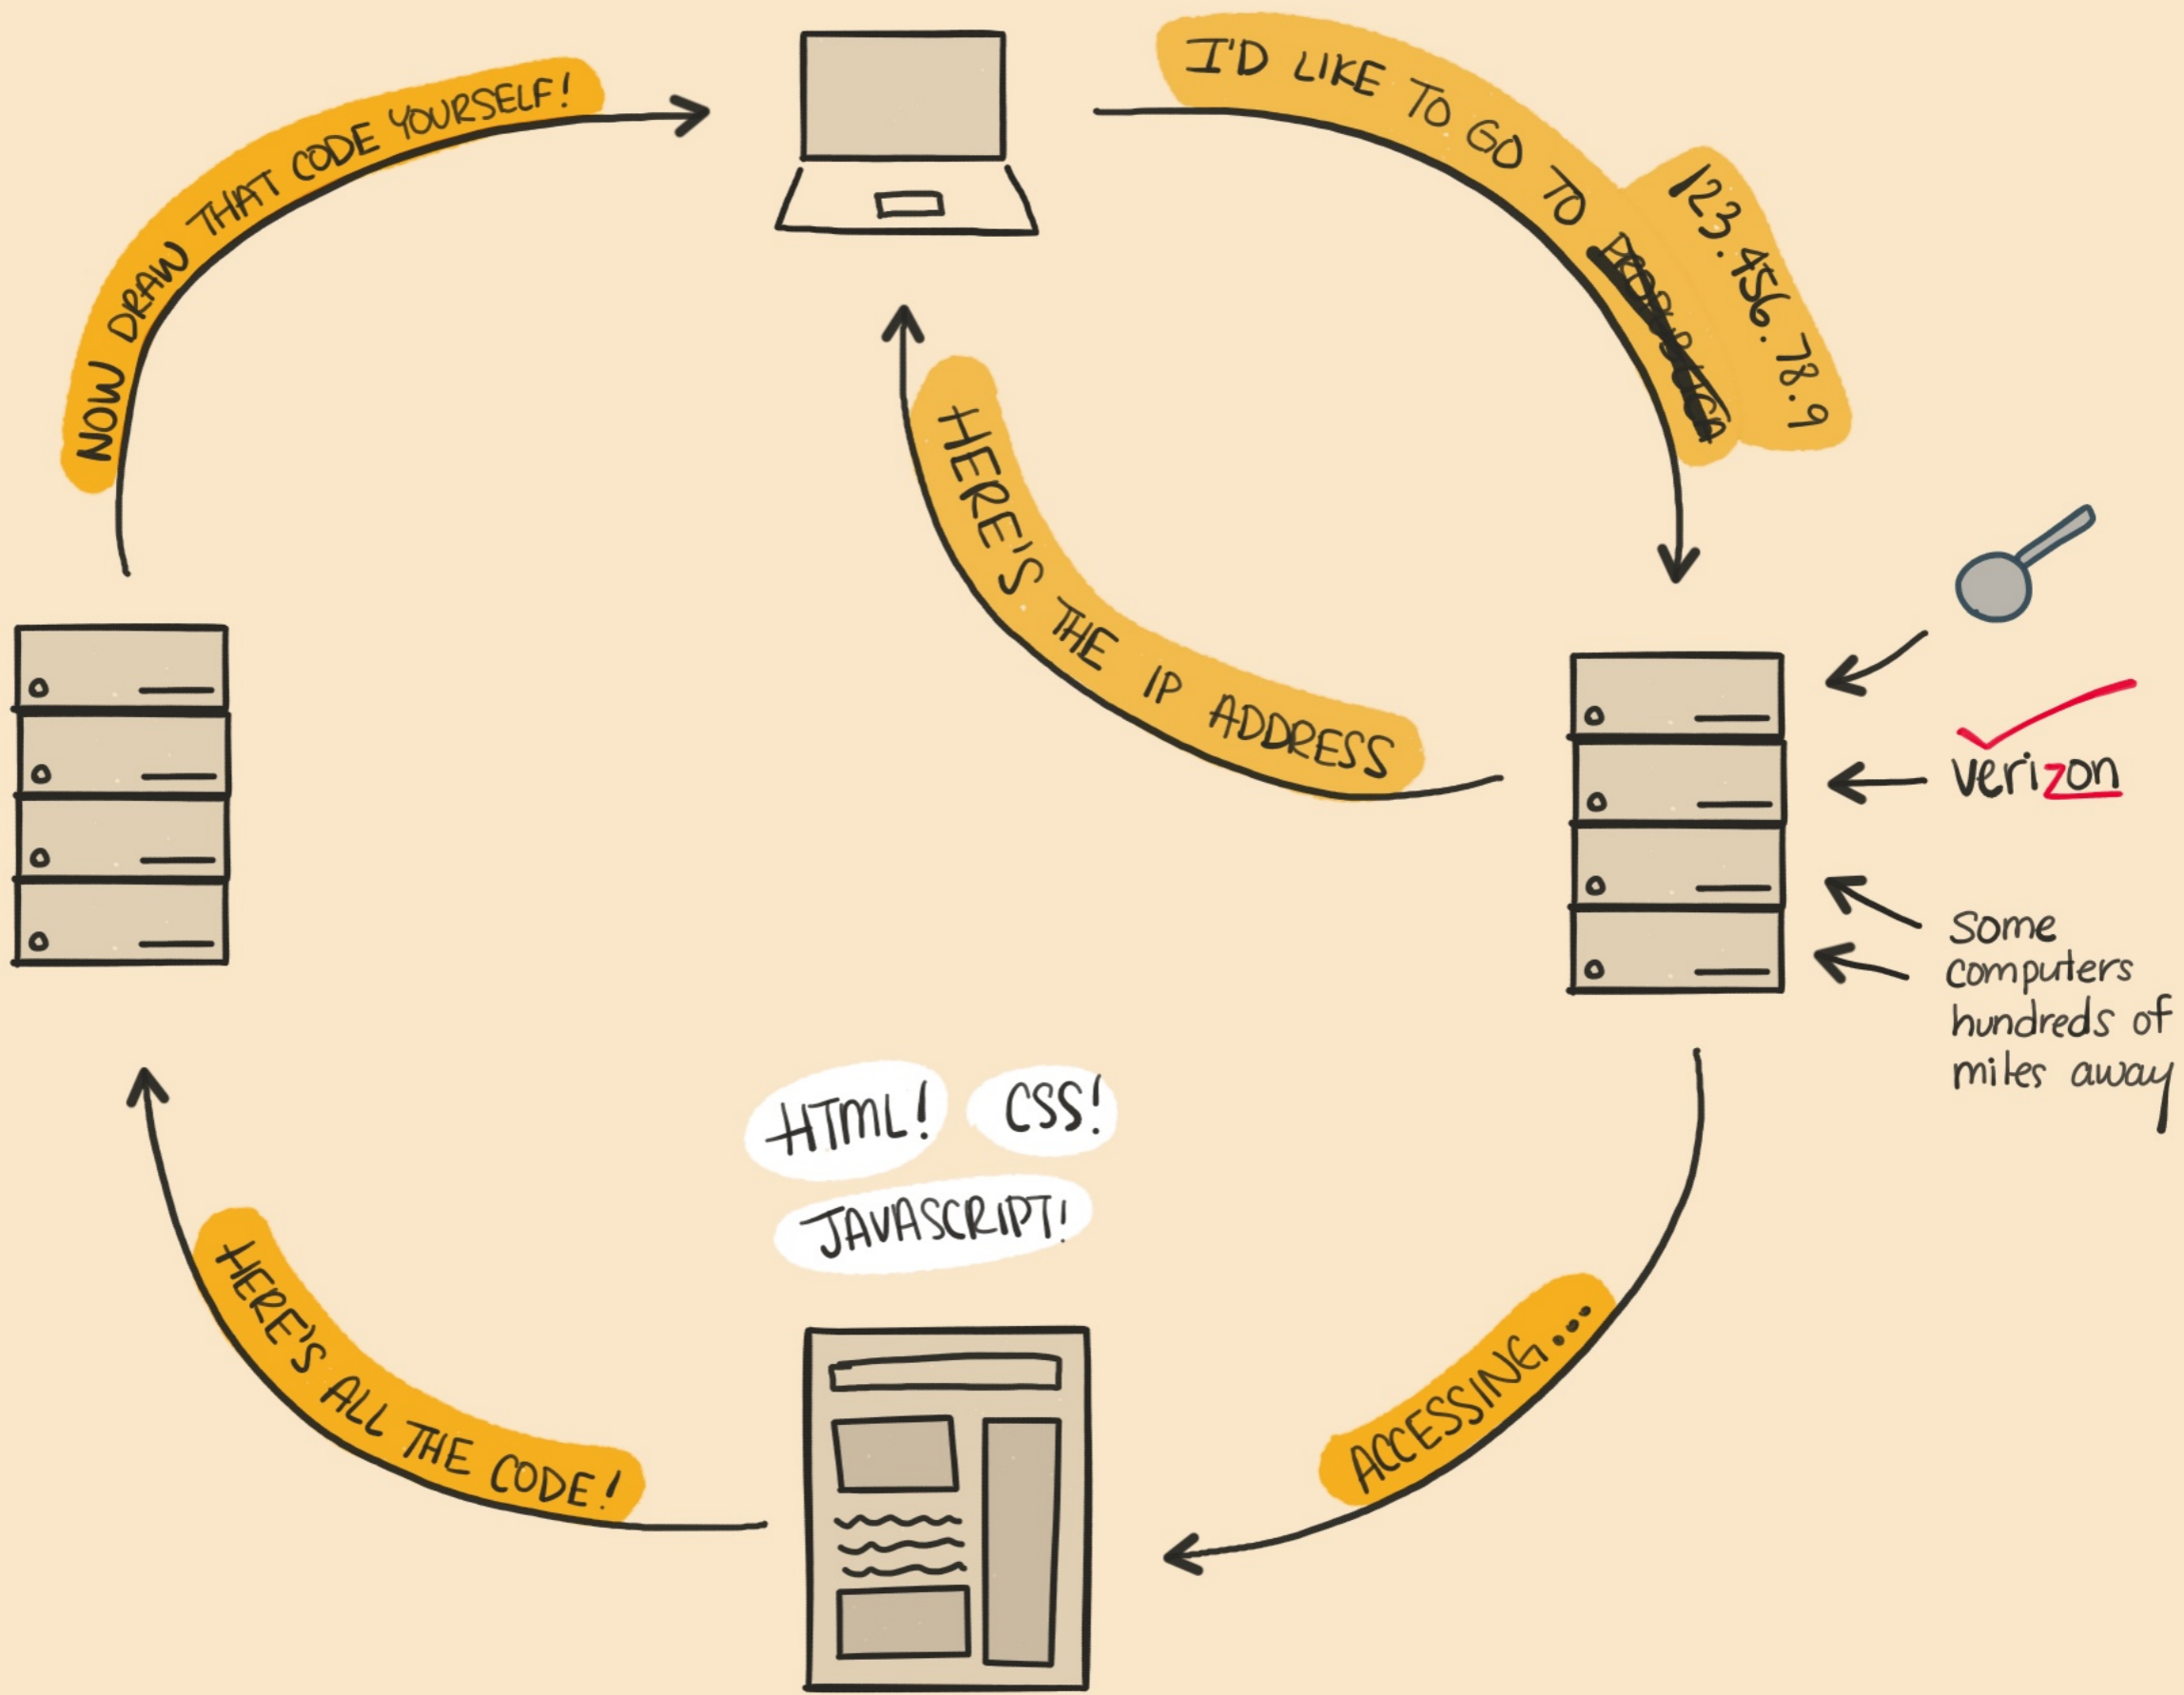 NOW DRAW THAT CODE YOURSELF!
I'D LIKE TO GO TO
123.456.78.9
HERE'S THE IP ADDRESS
verizon
some
computers
hundreds of
miles away
HTML! CSS!
JAVASCRIPT!
ACCESSING...
HERE'S ALL THE CODE!